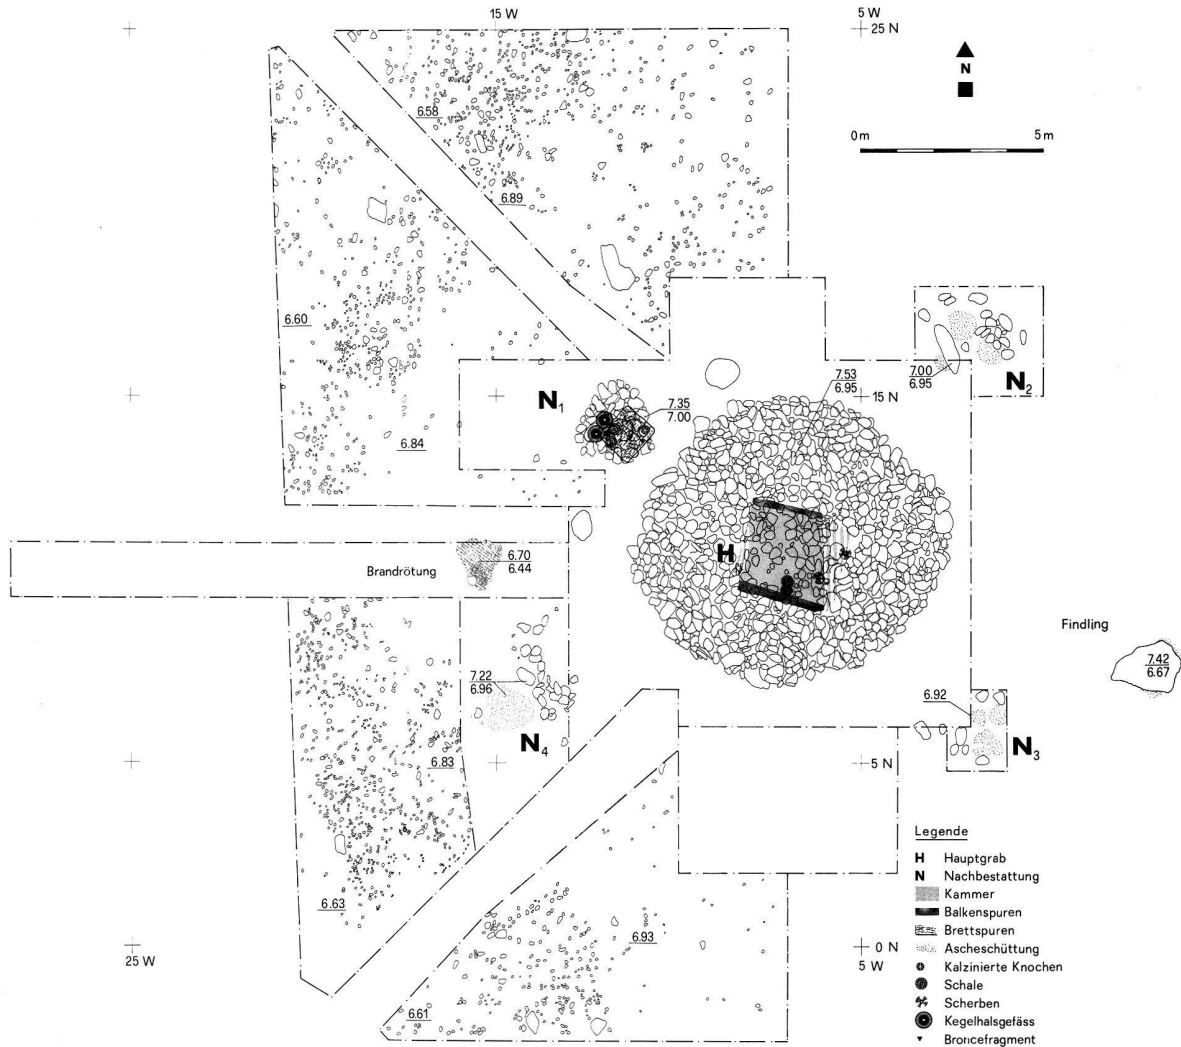 15 W
5 W
25 N
N
0m 5m
6.58
6.89
6.60
N1
7.35
7.00
7.53
6.95
7.00
6.95
N2
15 N
6.84
H
Brandrötung
6.70
6.44
Findling
7.42
6.67
7.22
6.96
6.92
N4
N3
6.83
5 N
6.63
6.93
25 W
0 N
5 W
6.61
Legende
H Hauptgrab
N Nachbestattung
Kammer
Balkenspuren
Brettspuren
Ascheschüttung
Kalzinierte Knochen
Schale
Scherben
Kegelhalsgefäss
Broncefragment